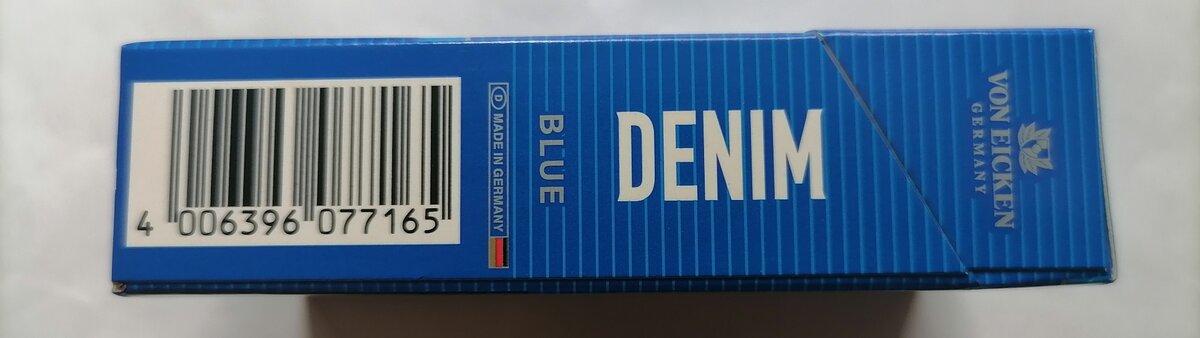 4 006396 077165
D MADE IN GERMANY
BLUE
DENIM
VON EICKEN
GERMANY